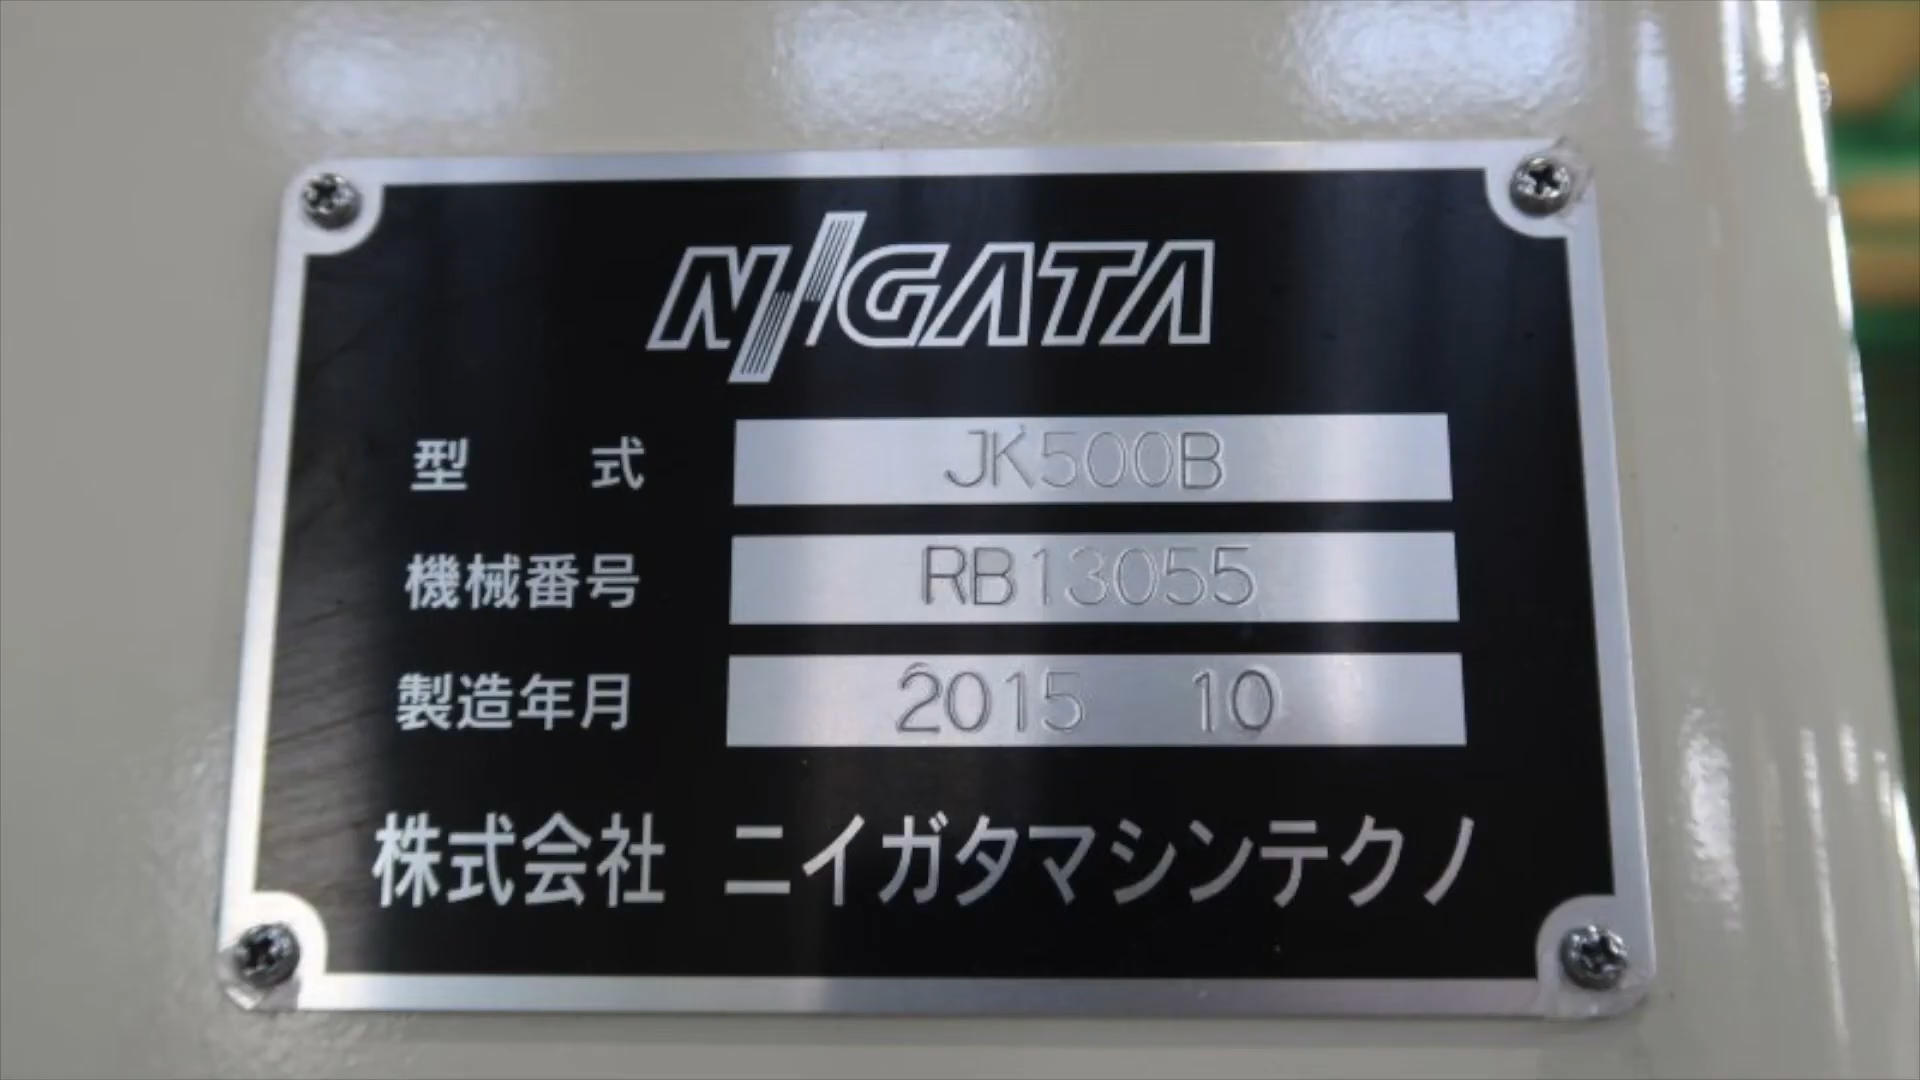 NIIGATA
型式 JK500B
機械番号 RB13055
製造年月 2015 10
株式会社 ニイガタマシンテクノ